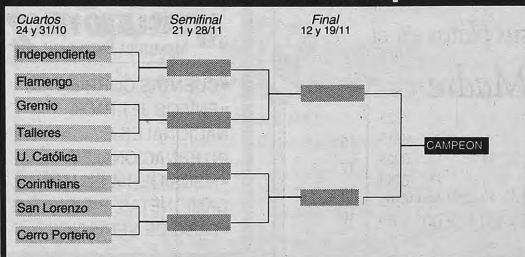 Cuartos
24 y 31/10
Semifinal
21 y 28/11
Final
12 y 19/11
Independiente
Flamengo
Gremio
Talleres
U. Católica
Corinthians
San Lorenzo
Cerro Porteño
CAMPEON